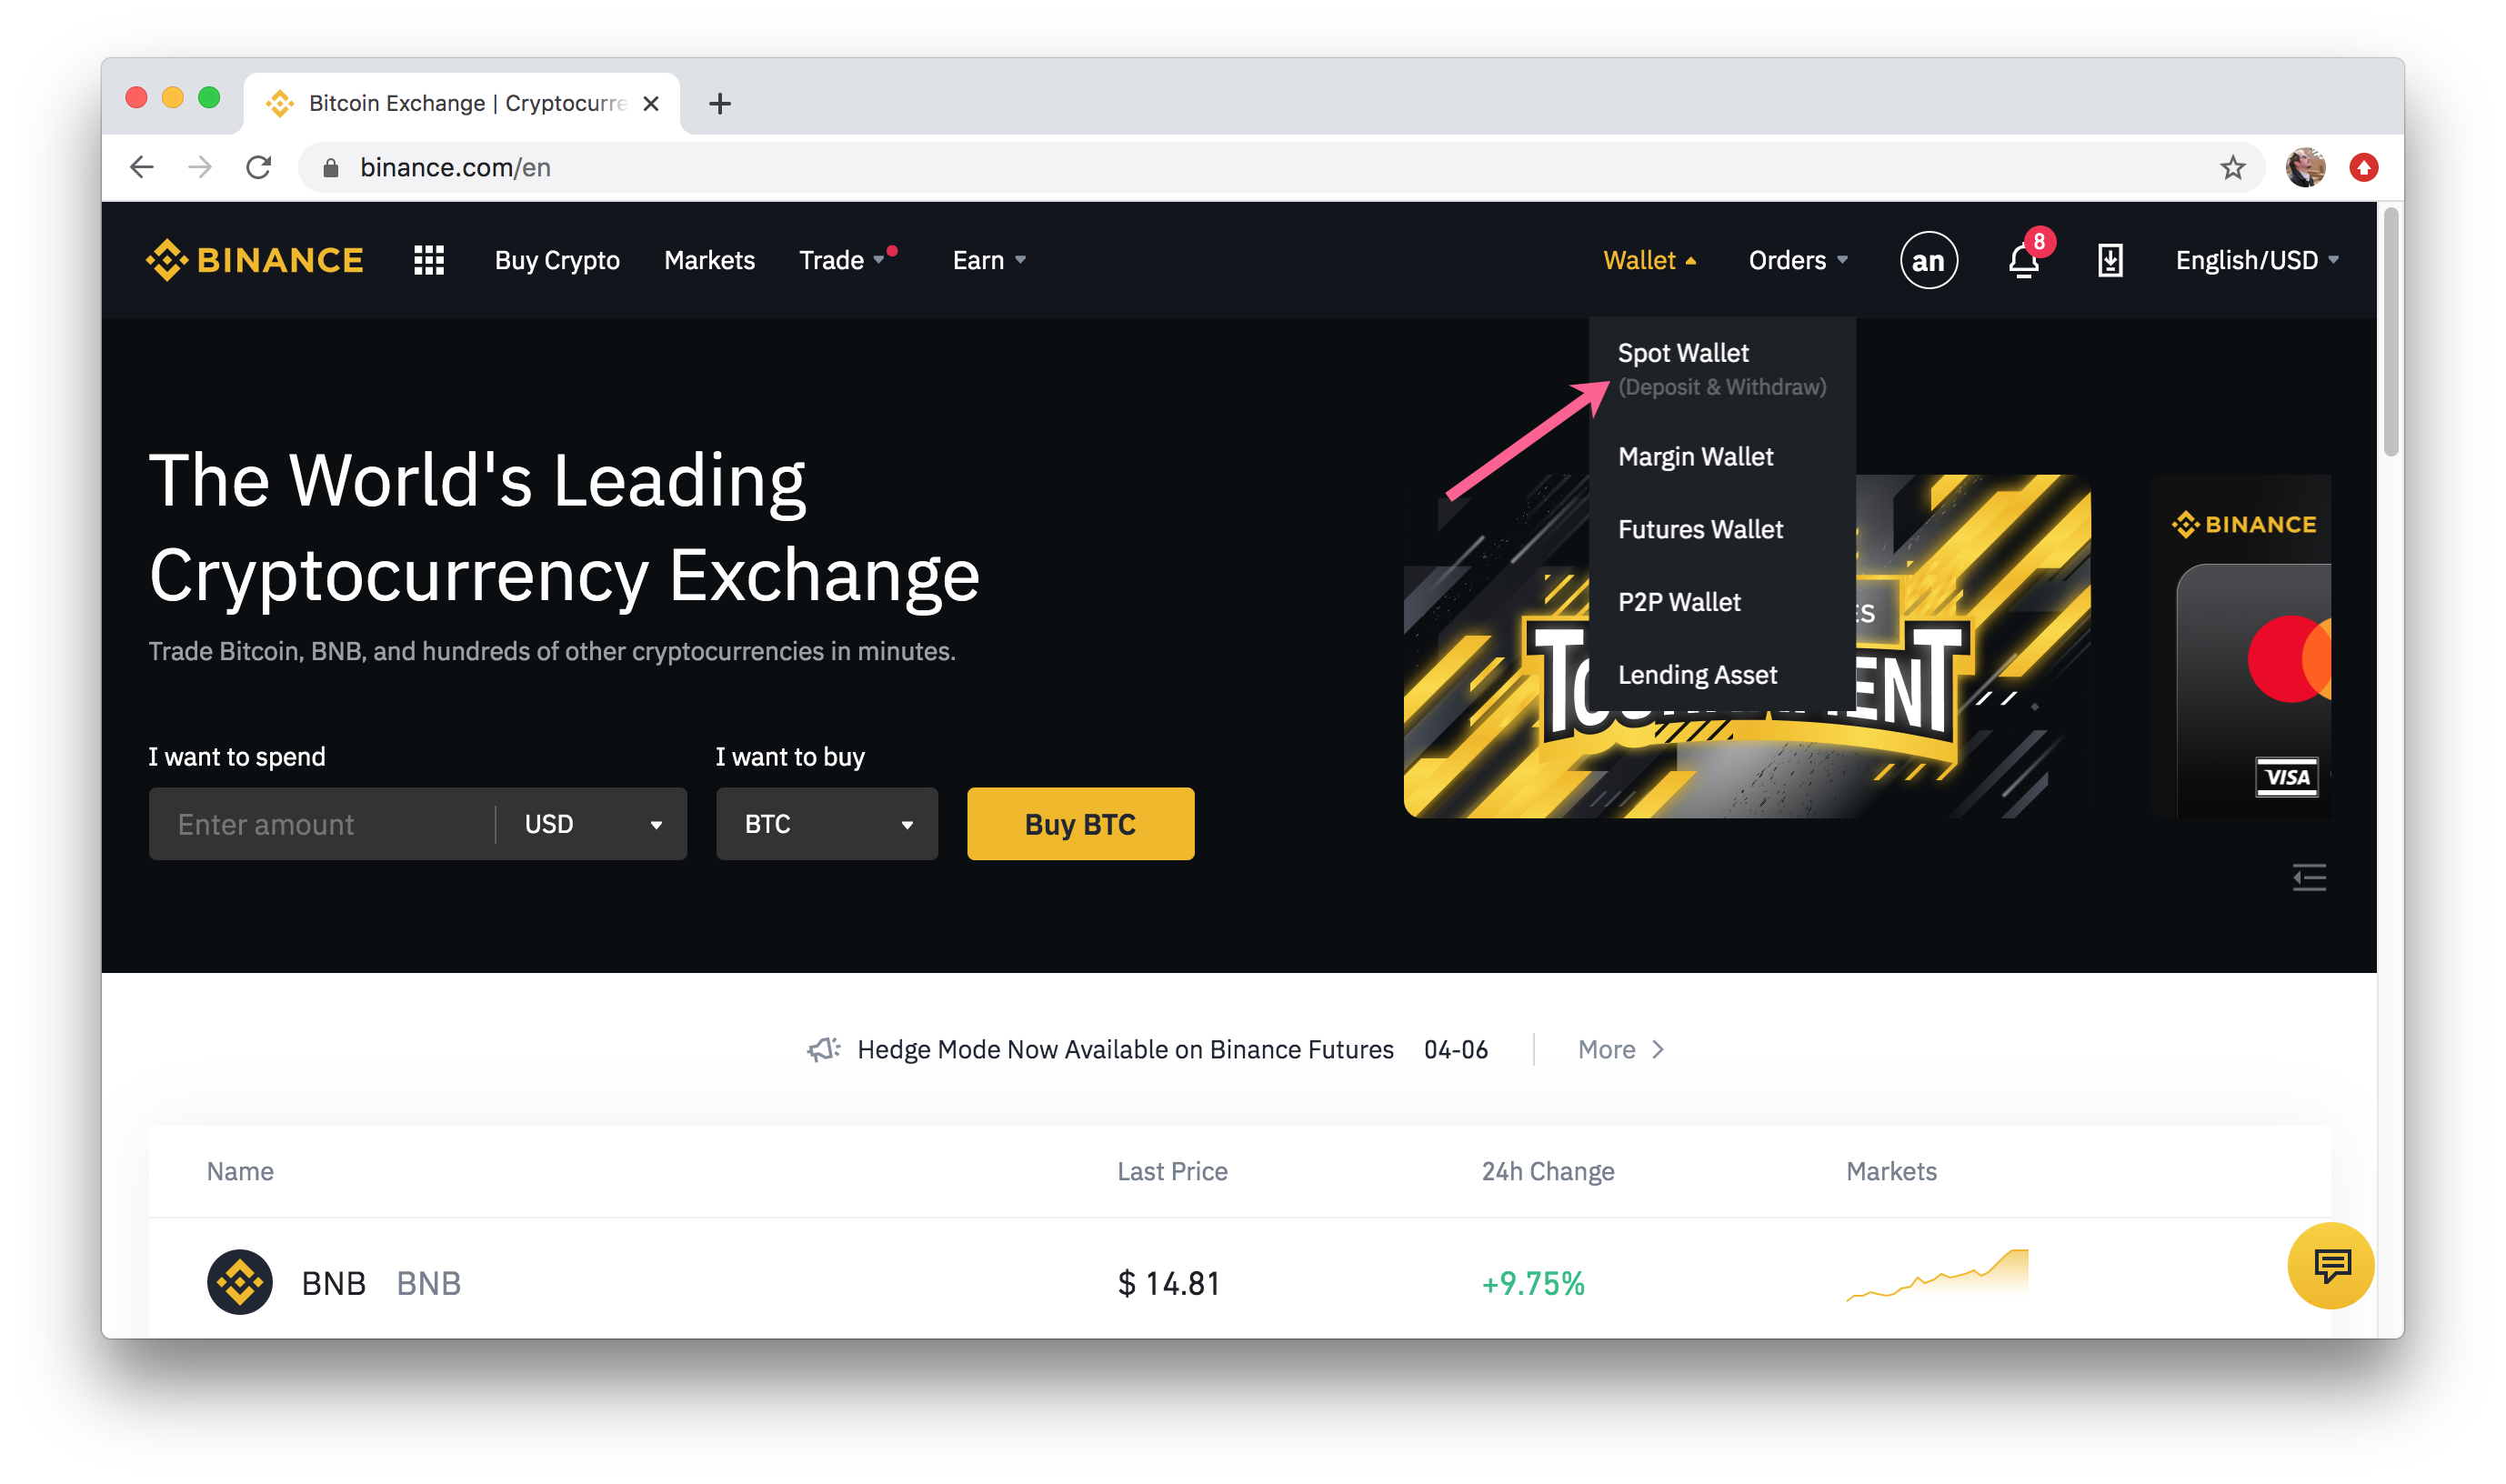 Bitcoin Exchange | Cryptocurre
binance.com/en
BINANCE
Buy Crypto
Markets
Trade
Earn
Wallet
Orders
an
8
English/USD
Spot Wallet
(Deposit & Withdraw)
Margin Wallet
Futures Wallet
P2P Wallet
Lending Asset
The World's Leading
Cryptocurrency Exchange
Trade Bitcoin, BNB, and hundreds of other cryptocurrencies in minutes.
I want to spend
I want to buy
Enter amount
USD
BTC
Buy BTC
BINANCE
VISA
Hedge Mode Now Available on Binance Futures 04-06
More
Name
Last Price
24h Change
Markets
BNB BNB
$ 14.81
+9.75%